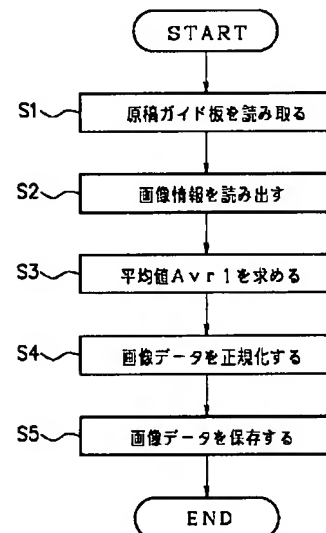 START
S1 原稿ガイド板を読み取る
S2 画像情報を読み出す
S3 平均値Avr1を求める
S4 画像データを正規化する
S5 画像データを保存する
END